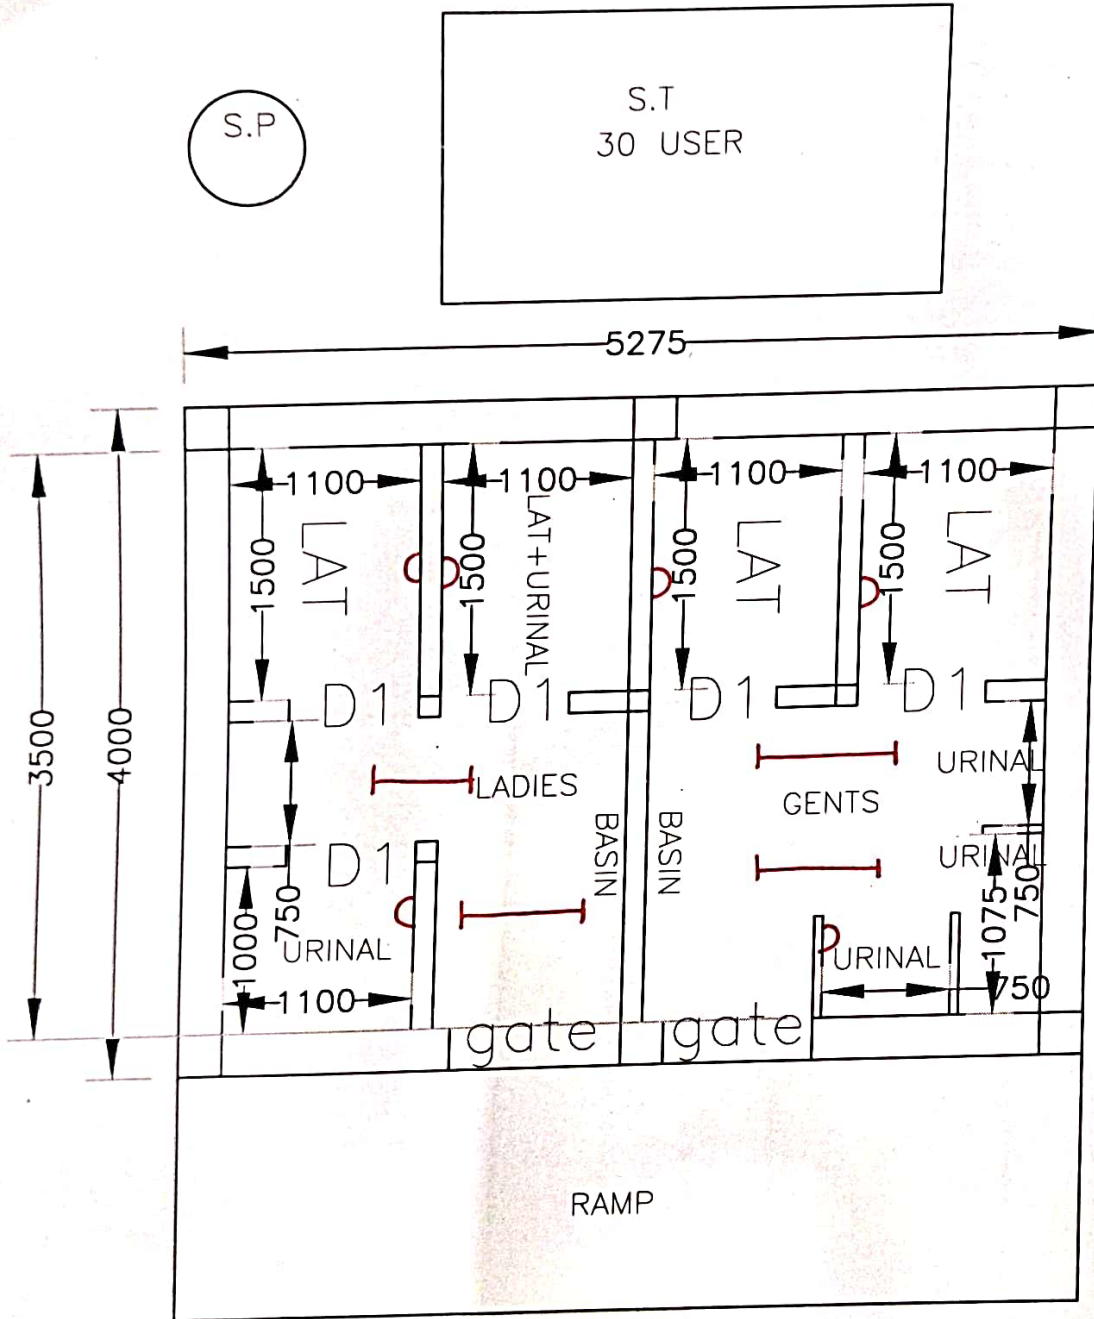 S.P
S.T
30 USER
5275
1100
1100
1100
1100
1500
LAT
1500
LAT+URINAL
1500
LAT
1500
LAT
3500
4000
D1
D1
D1
D1
LADIES
GENTS
URINAL
BASIN
BASIN
URINAL
D1
750
1000
URINAL
1100
URINAL
1075
750
750
gate
gate
RAMP